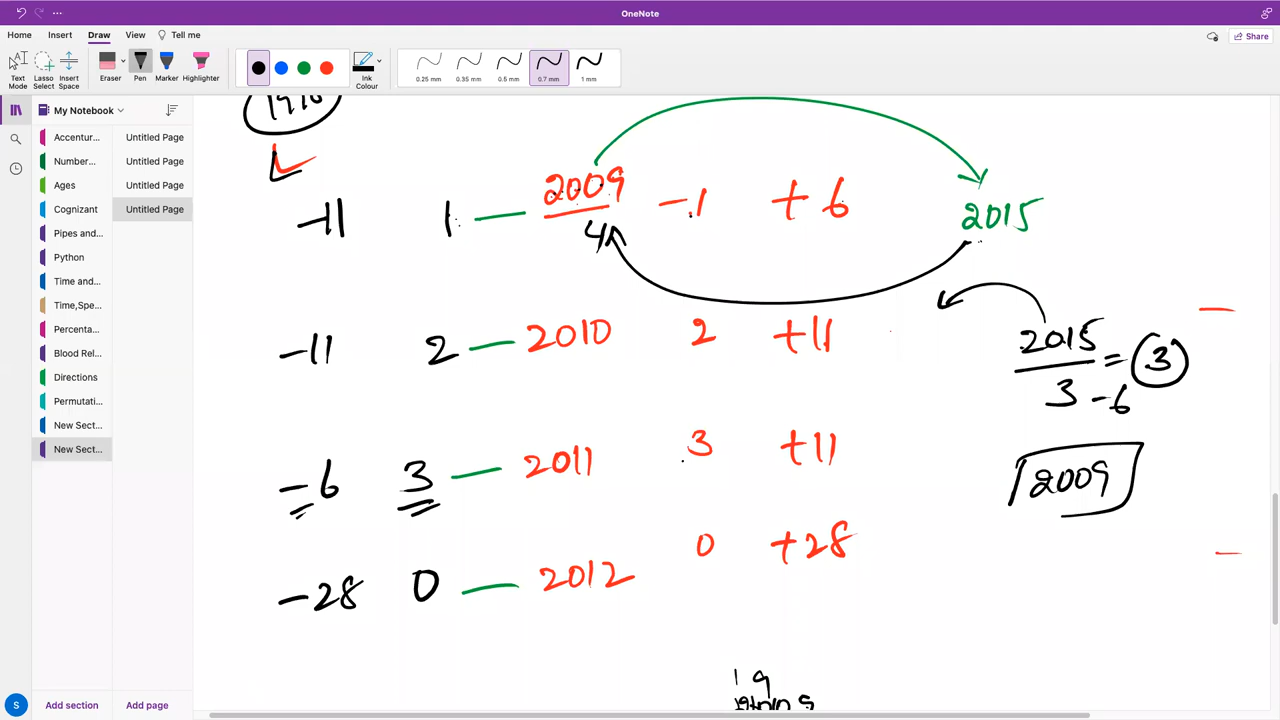 OneNote
Home Insert Draw View Tell me
Share
Text Mode
Lasso Select
Insert Space
Eraser
Pen
Marker
Highlighter
Ink Colour
0.25 mm
0.35 mm
0.5 mm
0.7 mm
1 mm
My Notebook
Accentur...
Number...
Ages
Cognizant
Pipes and...
Python
Time and...
Time,Spe...
Percenta...
Blood Rel...
Directions
Permutati...
New Sect...
New Sect...
Untitled Page
Untitled Page
Untitled Page
Untitled Page
S
Add section
Add page
-11 1 — 2009 -1 +6 2015
4
-11 2 — 2010 2 +11
2015
= 3
3 -6
-6 3 — 2011 3 +11
2009
-28 0 — 2012 0 +28
19